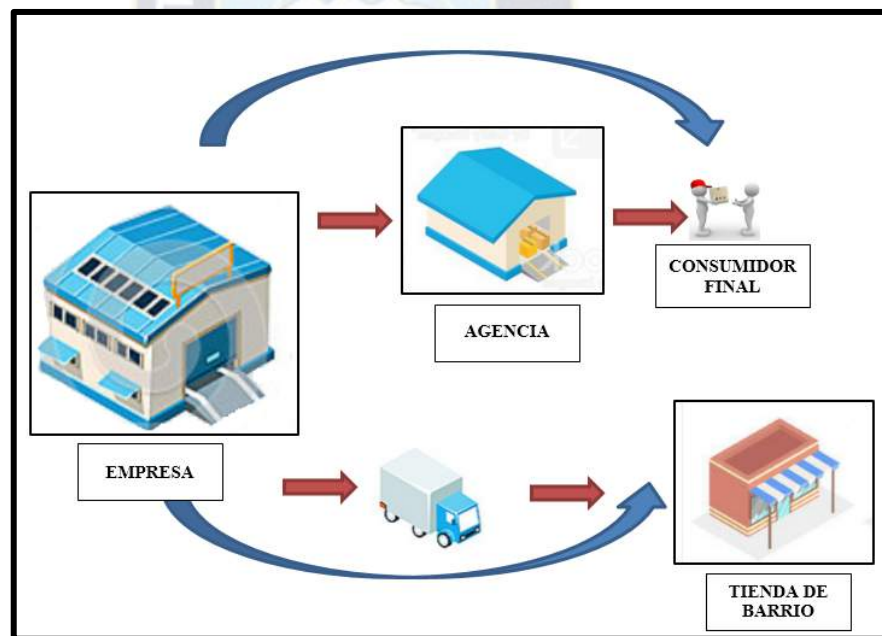 AGENCIA
CONSUMIDOR
FINAL
EMPRESA
TIENDA DE
BARRIO